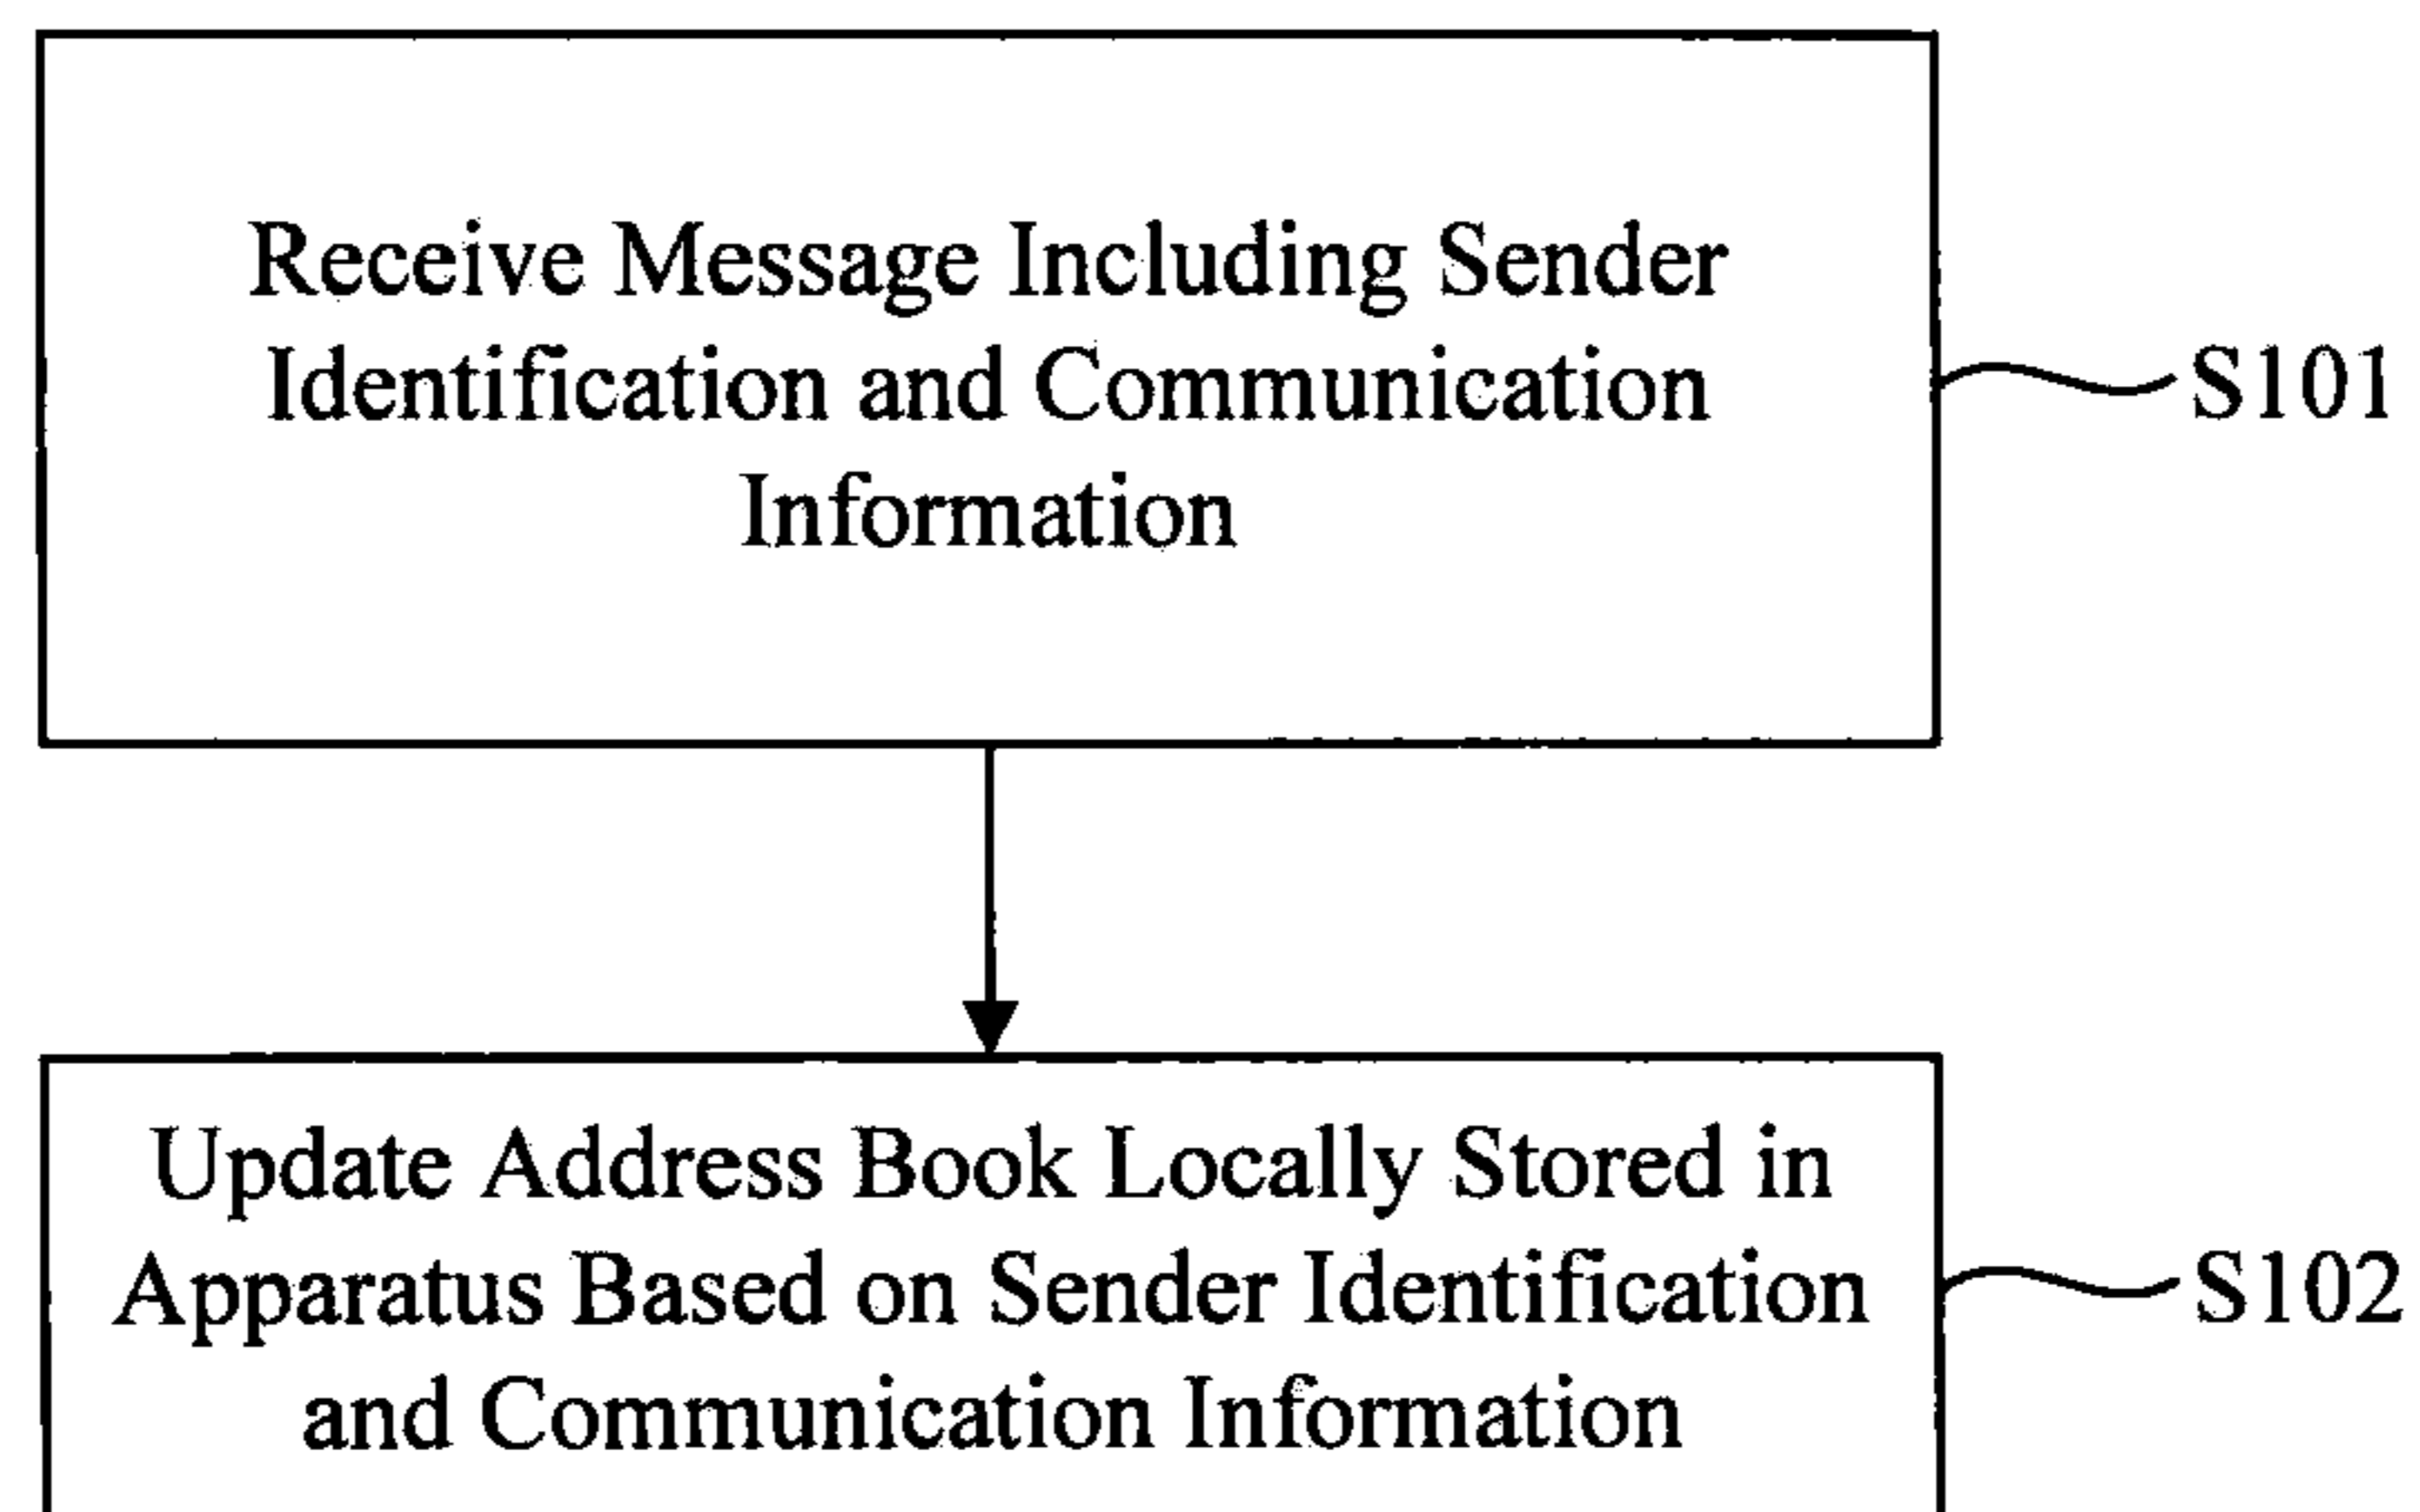 Receive Message Including Sender
Identification and Communication
Information
S101
Update Address Book Locally Stored in
Apparatus Based on Sender Identification
and Communication Information
S102